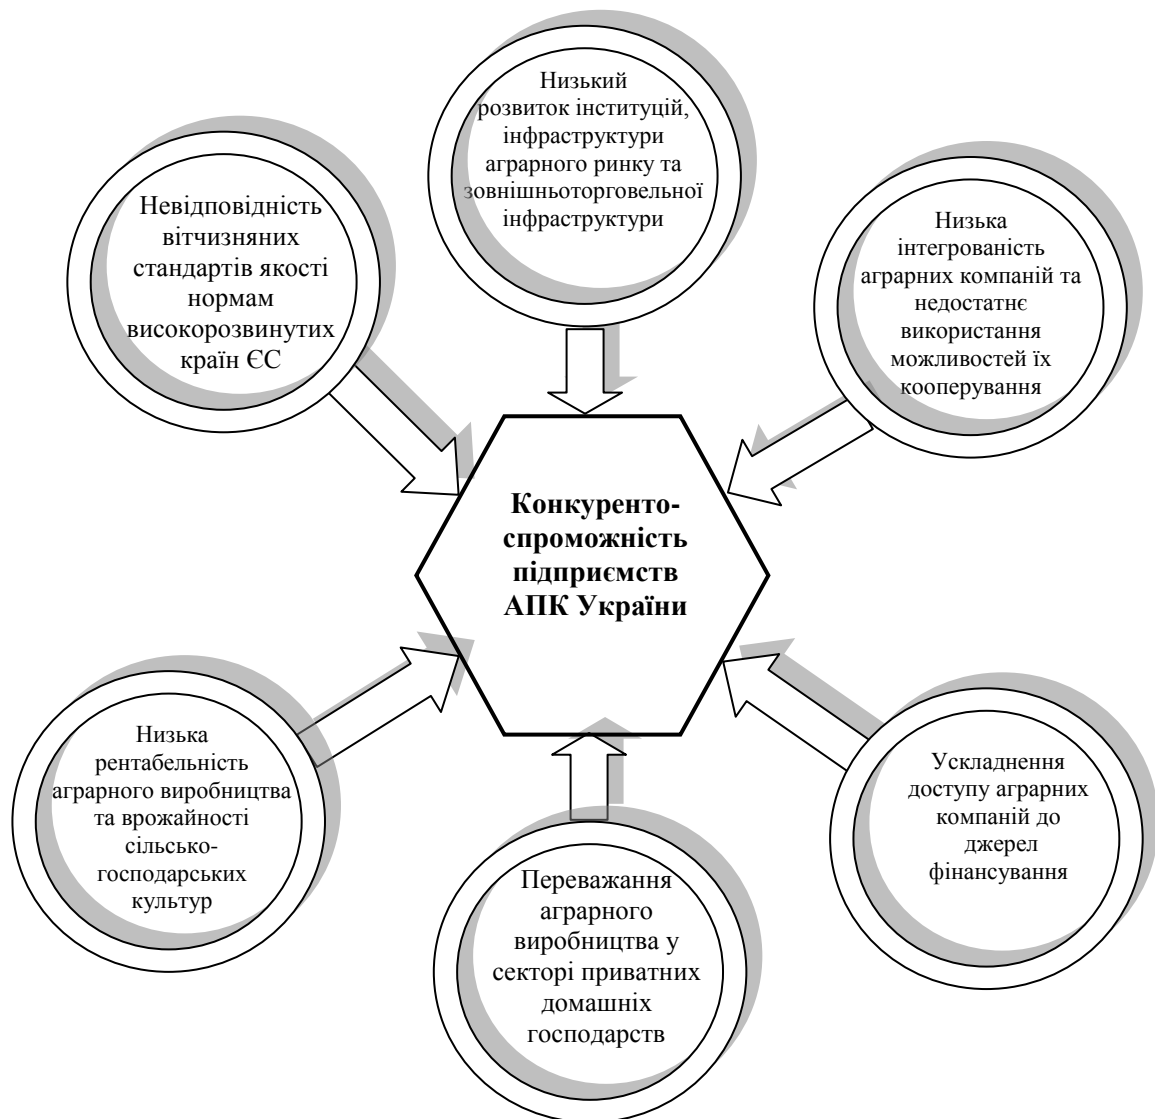 Низький
розвиток інституцій,
інфраструктури
аграрного ринку та
зовнішньоторговельної
інфраструктури
Невідповідність
вітчизняних
стандартів якості
нормам
високорозвинутих
країн ЄС
Низька
інтегрованість
аграрних компаній та
недостатнє
використання
можливостей їх
кооперування
Конкуренто-
спроможність
підприємств
АПК України
Низька
рентабельність
аграрного виробництва
та врожайності
сільсько-
господарських
культур
Переважання
аграрного
виробництва у
секторі приватних
домашніх
господарств
Ускладнення
доступу аграрних
компаній до
джерел
фінансування